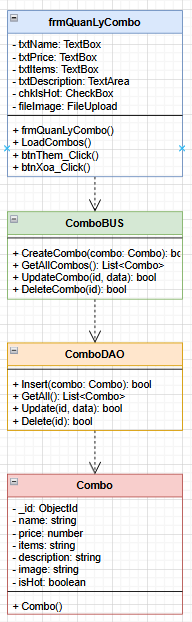 frmQuanLyCombo
- txtName: TextBox
- txtPrice: TextBox
- txtItems: TextBox
- txtDescription: TextArea
- chkIsHot: CheckBox
- fileImage: FileUpload
+ frmQuanLyCombo()
+ LoadCombos()
+ btnThem_Click()
+ btnXoa_Click()
ComboBUS
+ CreateCombo(combo: Combo): bo
+ GetAllCombos(): List<Combo>
+ UpdateCombo(id, data): bool
+ DeleteCombo(id): bool
ComboDAO
+ Insert(combo: Combo): bool
+ GetAll(): List<Combo>
+ Update(id, data): bool
+ Delete(id): bool
Combo
- _id: ObjectId
- name: string
- price: number
- items: string
- description: string
- image: string
- isHot: boolean
+ Combo()